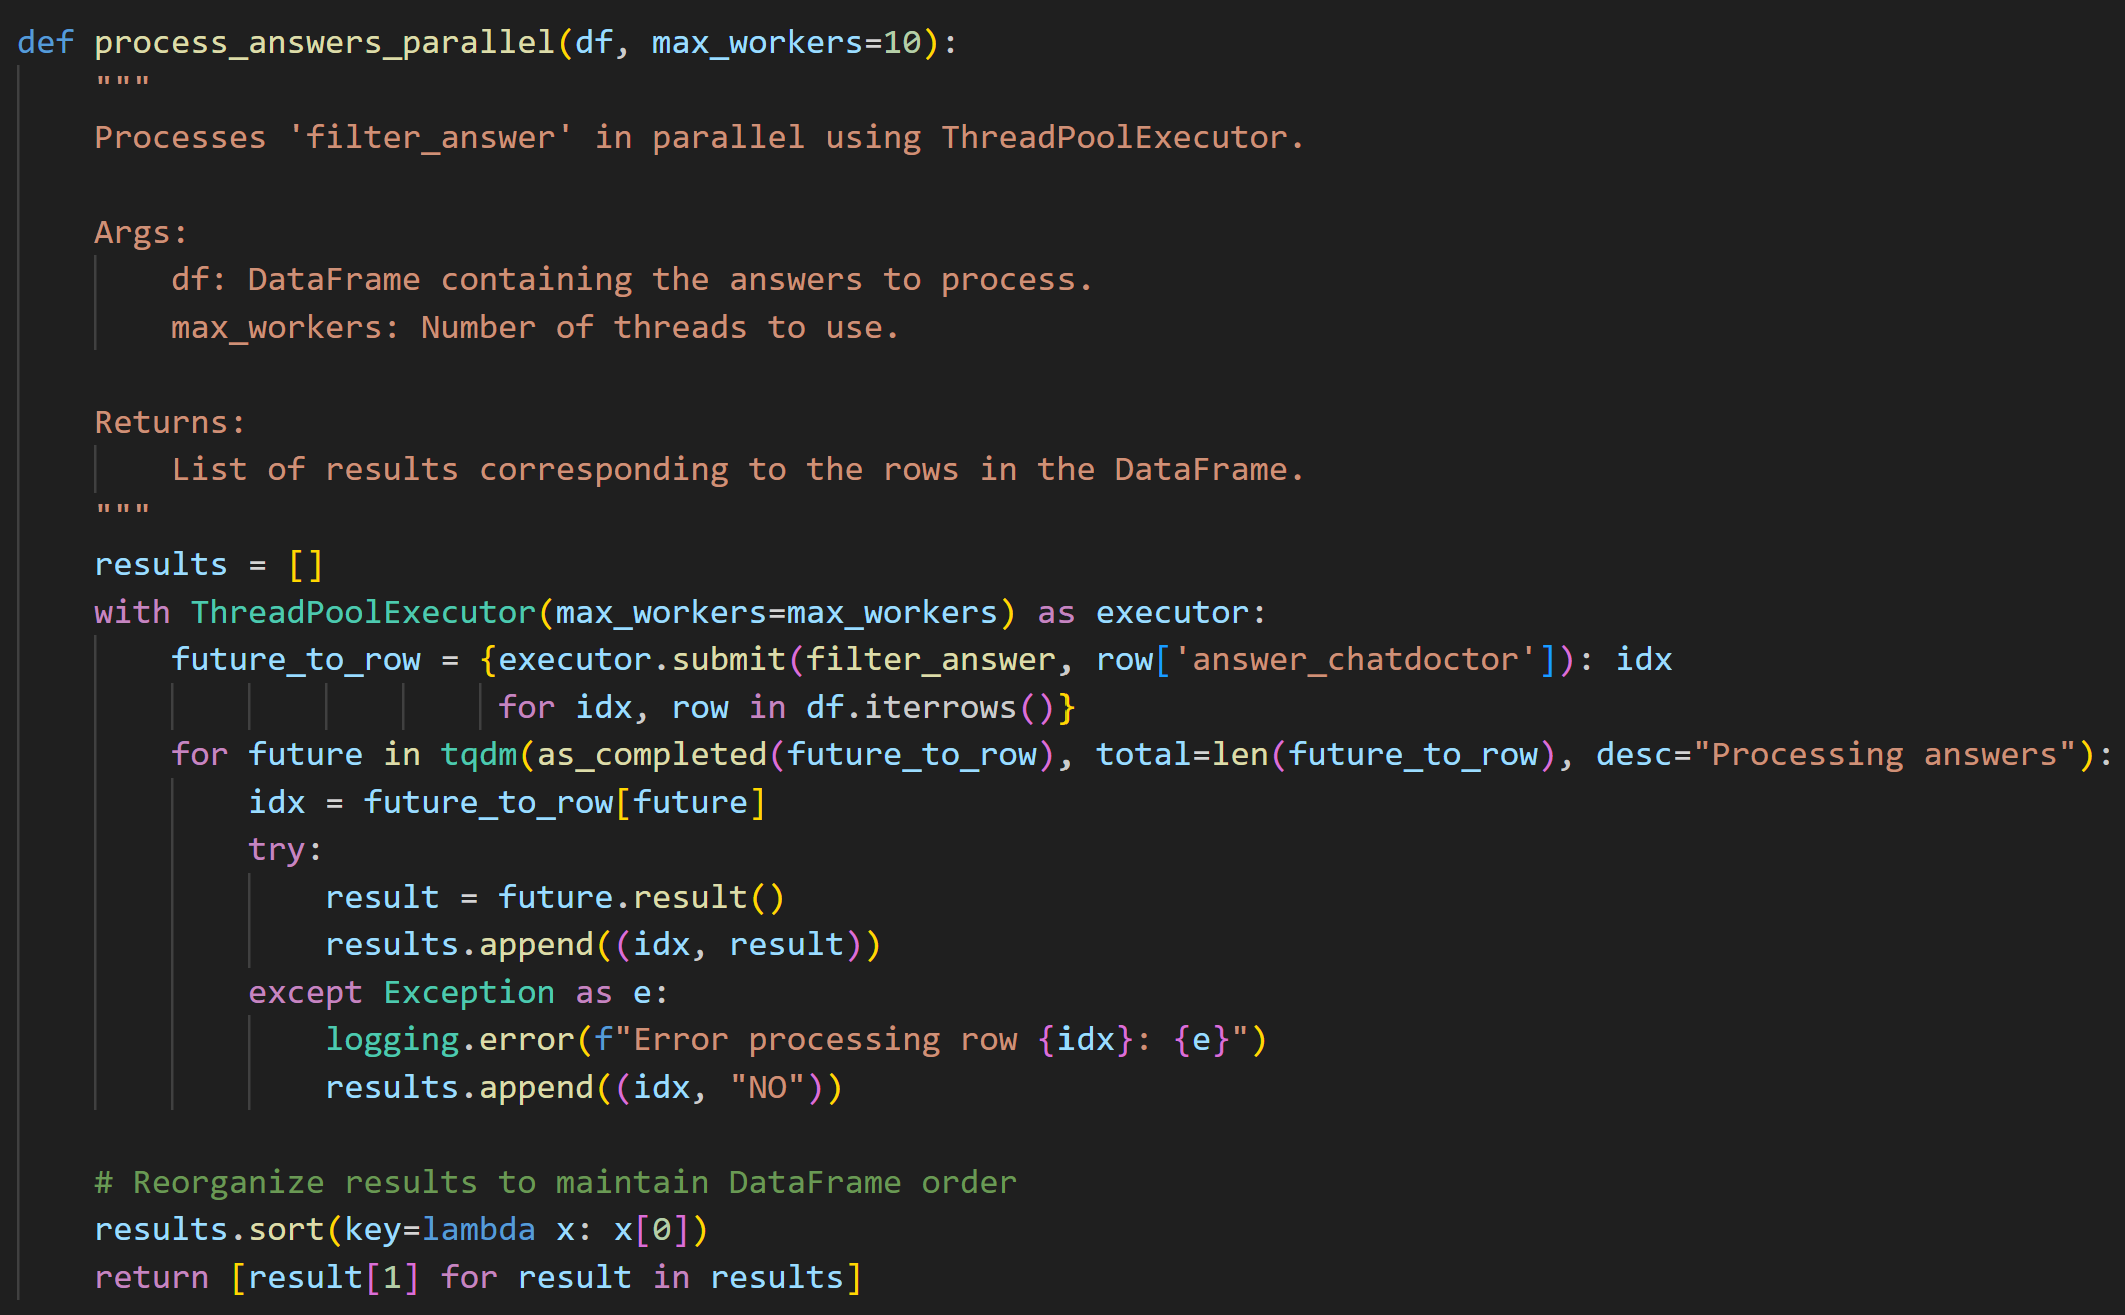 def process_answers_parallel(df, max_workers=10):
    """
    Processes 'filter_answer' in parallel using ThreadPoolExecutor.

    Args:
        df: DataFrame containing the answers to process.
        max_workers: Number of threads to use.

    Returns:
        List of results corresponding to the rows in the DataFrame.
    """
    results = []
    with ThreadPoolExecutor(max_workers=max_workers) as executor:
        future_to_row = {executor.submit(filter_answer, row['answer_chatdoctor']): idx
                         for idx, row in df.iterrows()}
        for future in tqdm(as_completed(future_to_row), total=len(future_to_row), desc="Processing answers"):
            idx = future_to_row[future]
            try:
                result = future.result()
                results.append((idx, result))
            except Exception as e:
                logging.error(f"Error processing row {idx}: {e}")
                results.append((idx, "NO"))

    # Reorganize results to maintain DataFrame order
    results.sort(key=lambda x: x[0])
    return [result[1] for result in results]